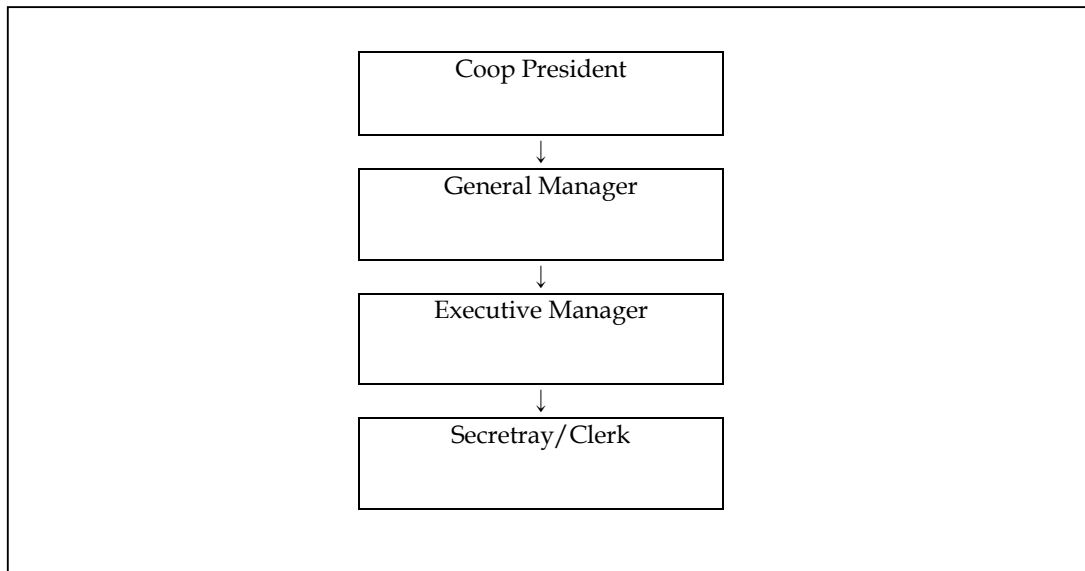 Coop President
↓
General Manager
↓
Executive Manager
↓
Secretray/Clerk